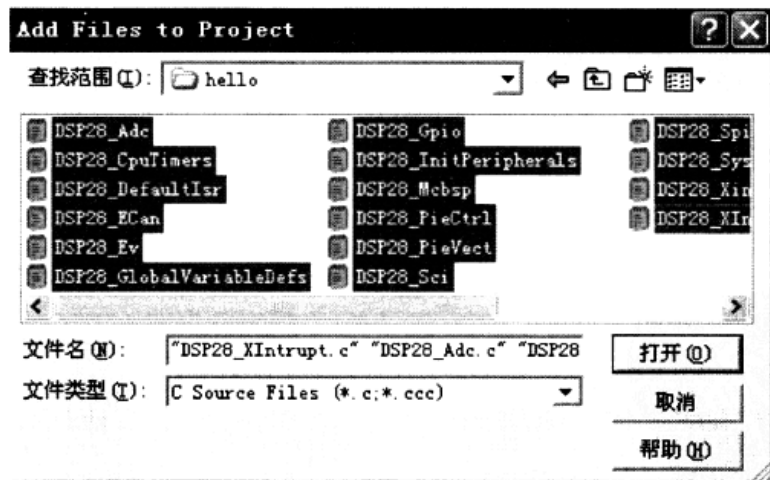 Add Files to Project
查找范围(I): hello
DSP28_Adc DSP28_Gpio DSP28_Spi
DSP28_CpuTimers DSP28_InitPeripherals DSP28_Sys
DSP28_DefaultIsr DSP28_Mcbsp DSP28_Xin
DSP28_ECan DSP28_PieCtrl DSP28_XIn
DSP28_Ev DSP28_PieVect
DSP28_GlobalVariableDefs DSP28_Sci
文件名(N): "DSP28_XIntrupt.c" "DSP28_Adc.c" "DSP28 打开(O)
文件类型(T): C Source Files (*.c;*.ccc) 取消
帮助(H)